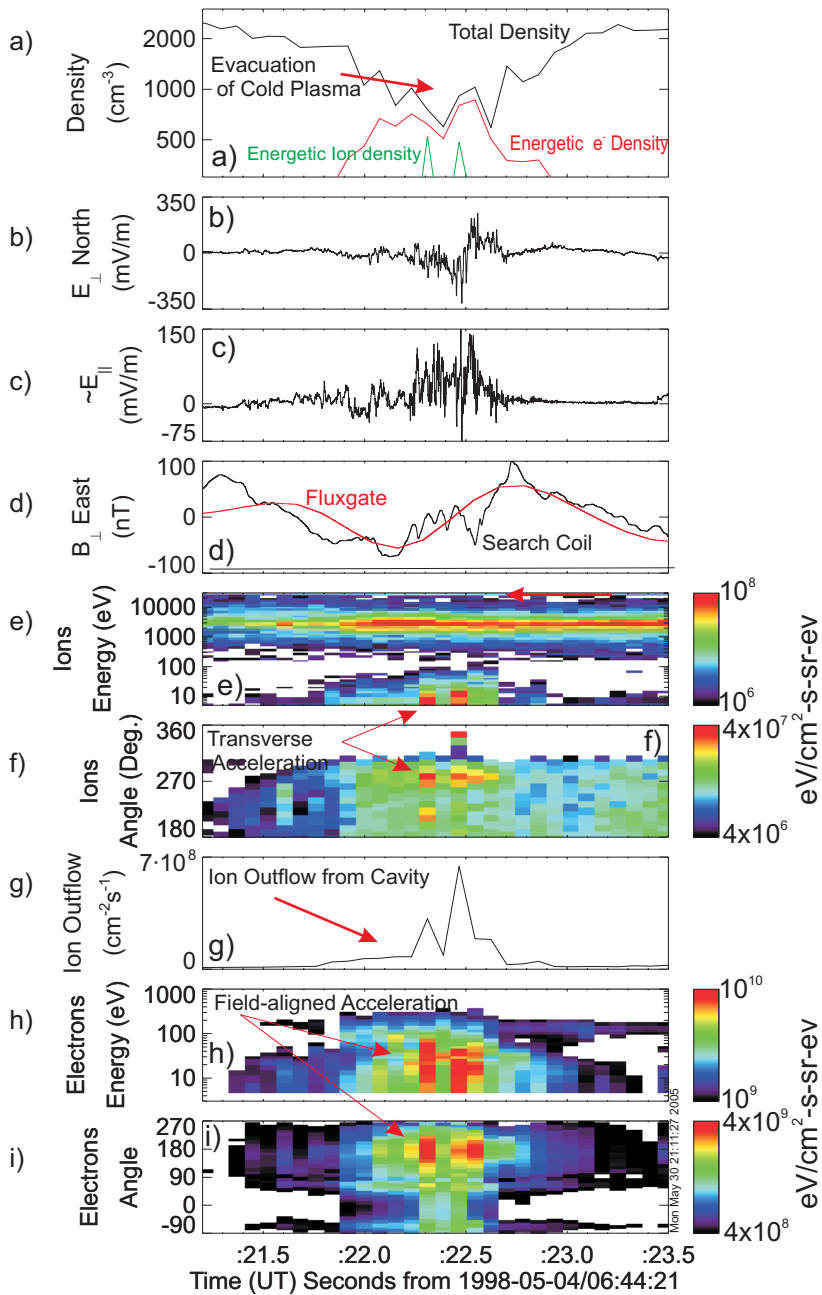 a)
Density
(cm⁻³)
2000
1000
500
Total Density
Evacuation
of Cold Plasma
a)
Energetic Ion density
Energetic e⁻ Density
b)
E⊥ North
(mV/m)
350
0
-350
b)
c)
~E||
(mV/m)
150
0
-75
c)
d)
B⊥ East
(nT)
100
0
-100
Fluxgate
d)
Search Coil
e)
Ions
Energy (eV)
10000
1000
100
10
e)
10⁸
10⁶
f)
Ions
Angle (Deg.)
360
270
180
Transverse
Acceleration
f)
4x10⁷
4x10⁶
eV/cm²-s-sr-ev
g)
Ion Outflow
(cm⁻²s⁻¹)
7·10⁸
0
Ion Outflow from Cavity
g)
h)
Electrons
Energy (eV)
1000
100
10
Field-aligned Acceleration
h)
10¹⁰
10⁹
i)
Electrons
Angle
270
180
90
0
-90
i)
4x10⁹
4x10⁸
eV/cm²-s-sr-ev
Mon May 30 21:11:27 2005
:21.5 :22.0 :22.5 :23.0 :23.5
Time (UT) Seconds from 1998-05-04/06:44:21